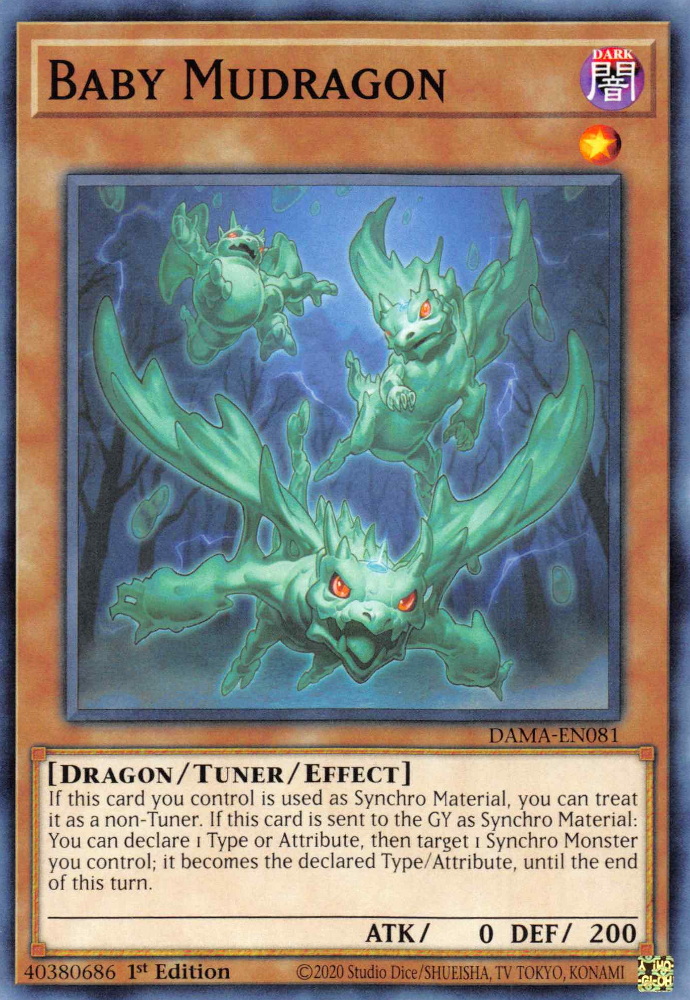 Baby Mudragon
DARK
闇
DAMA-EN081
[Dragon/Tuner/Effect]
If this card you control is used as Synchro Material, you can treat
it as a non-Tuner. If this card is sent to the GY as Synchro Material:
You can declare 1 Type or Attribute, then target 1 Synchro Monster
you control; it becomes the declared Type/Attribute, until the end
of this turn.
ATK/ 0 DEF/ 200
40380686 1st Edition ©2020 Studio Dice/SHUEISHA, TV TOKYO, KONAMI